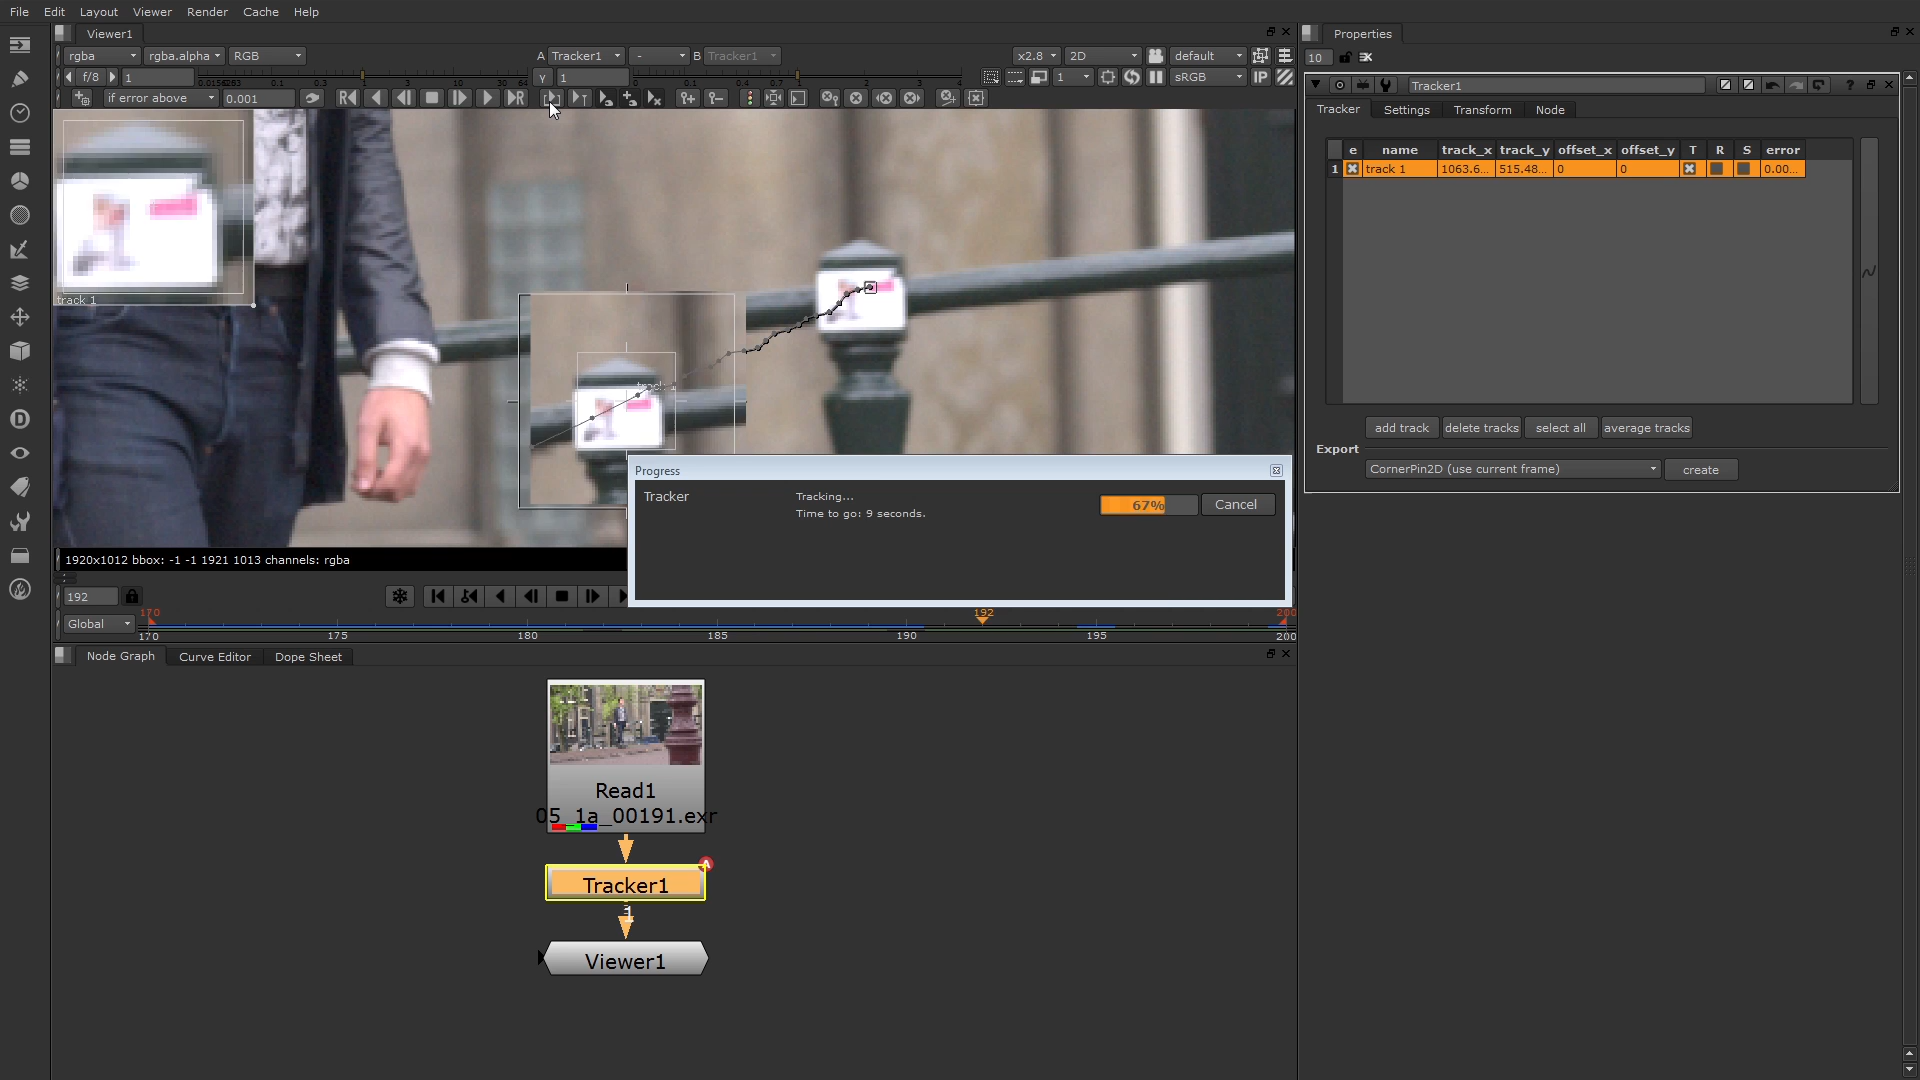 File Edit Layout Viewer Render Cache Help
Viewer1
rgba rgba.alpha RGB A Tracker1 - B Tracker1 x2.8 2D default
f/8 1 Y 1 1 sRGB IP
if error above 0.001
track 1
track 1
1920x1012 bbox: -1 -1 1921 1013 channels: rgba
192
Global
170 192 200
170 175 180 185 190 195 200
Progress
Tracker Tracking... 67% Cancel
Time to go: 9 seconds.
Node Graph Curve Editor Dope Sheet
Read1
05_1a_00191.exr
A
Tracker1
1
Viewer1
Properties
10
Tracker1
Tracker Settings Transform Node
e name track_x track_y offset_x offset_y T R S error
1 track 1 1063.6... 515.48... 0 0 0.00...
add track delete tracks select all average tracks
Export
CornerPin2D (use current frame) create